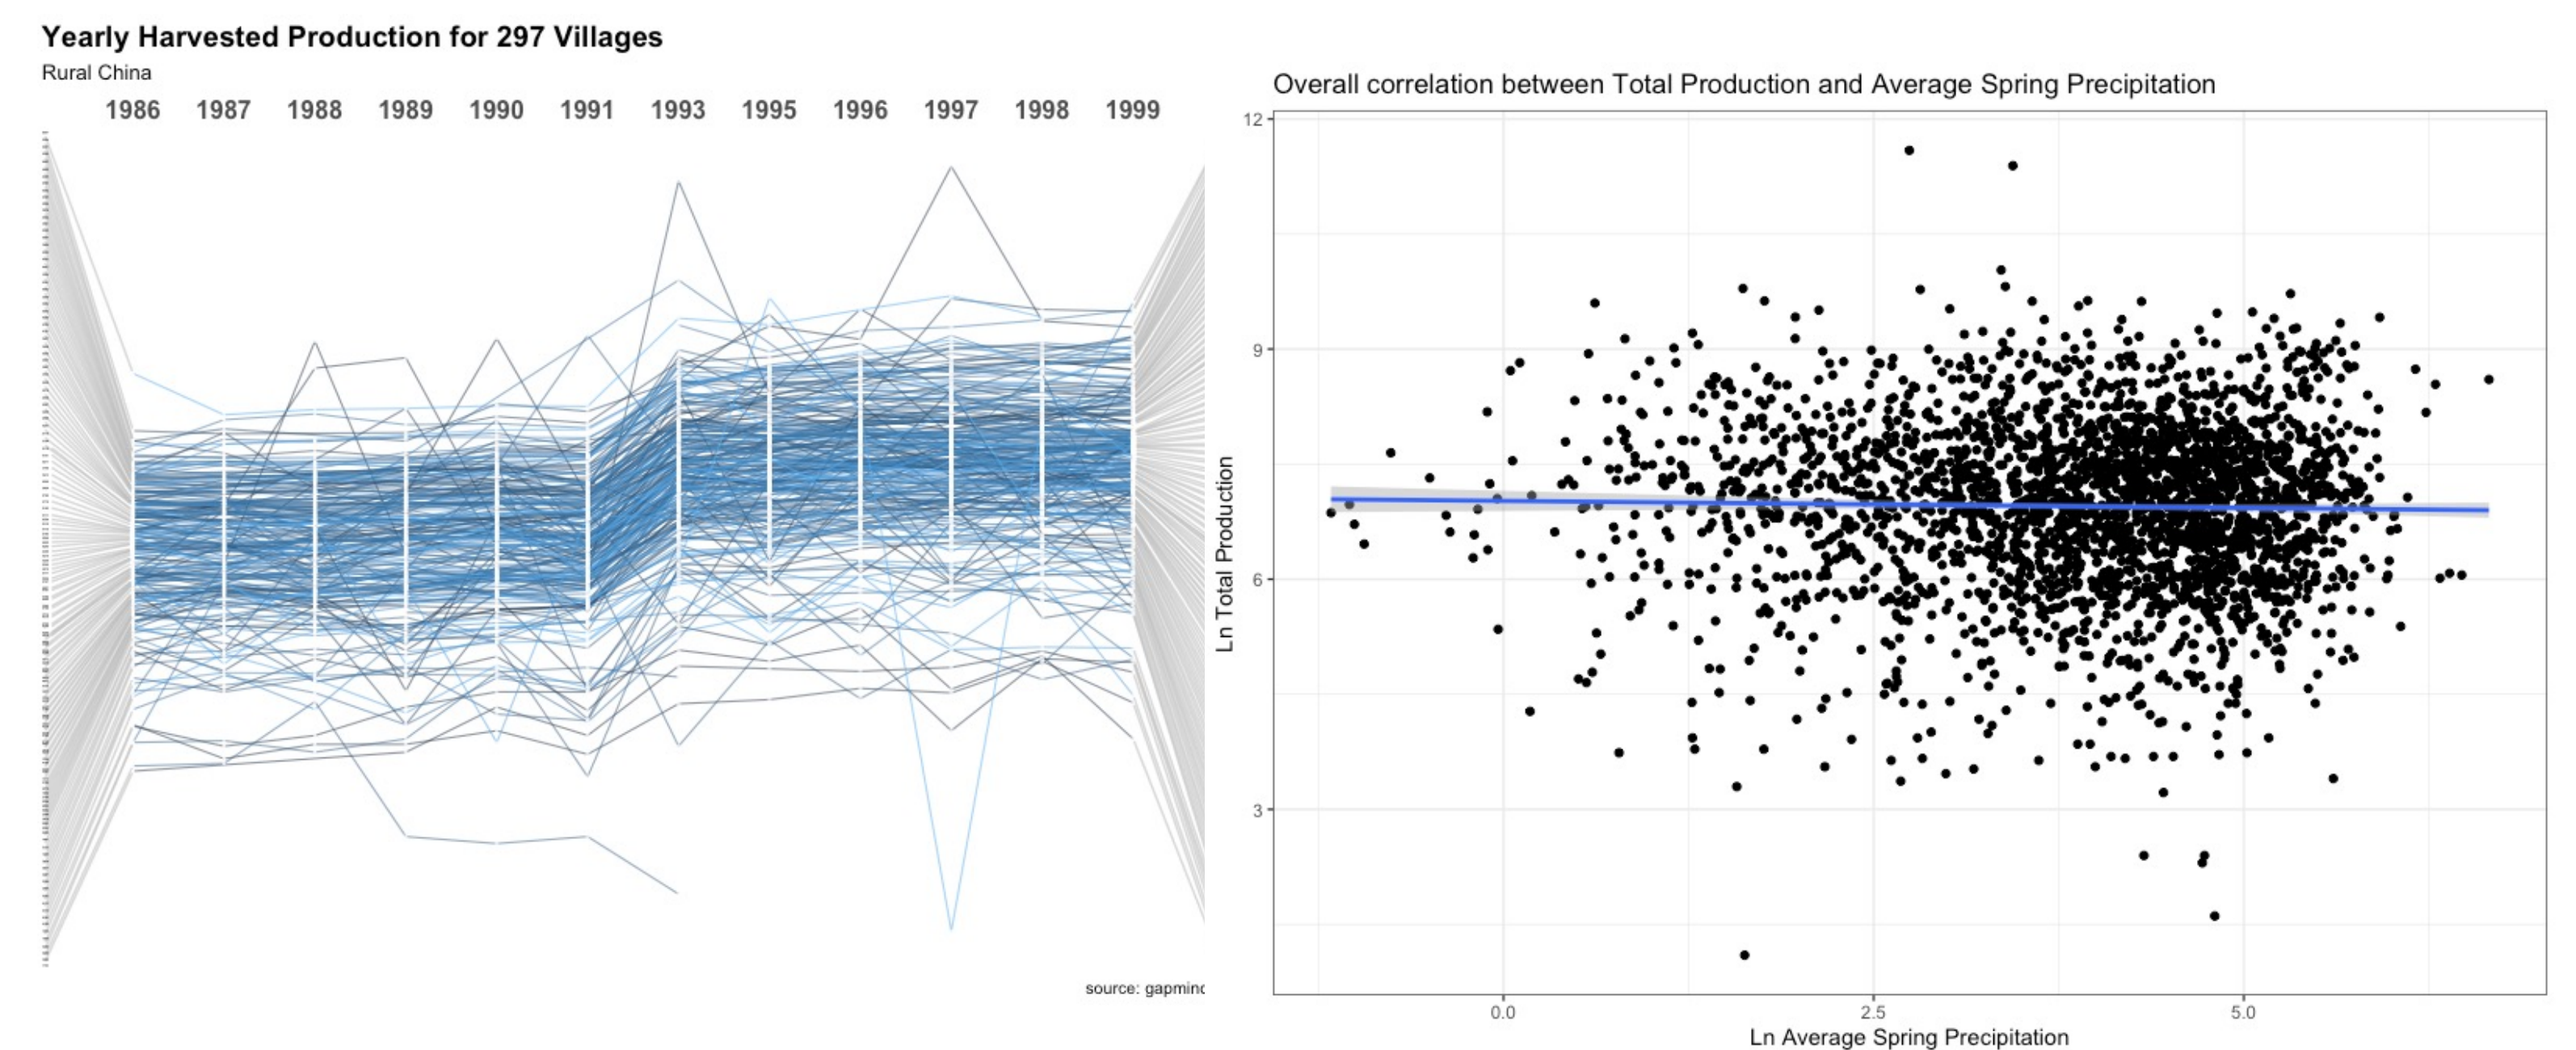 Yearly Harvested Production for 297 Villages
Rural China
1986 1987 1988 1989 1990 1991 1993 1995 1996 1997 1998 1999
source: gapminc
Overall correlation between Total Production and Average Spring Precipitation
12
9
6
3
Ln Total Production
0.0 2.5 5.0
Ln Average Spring Precipitation